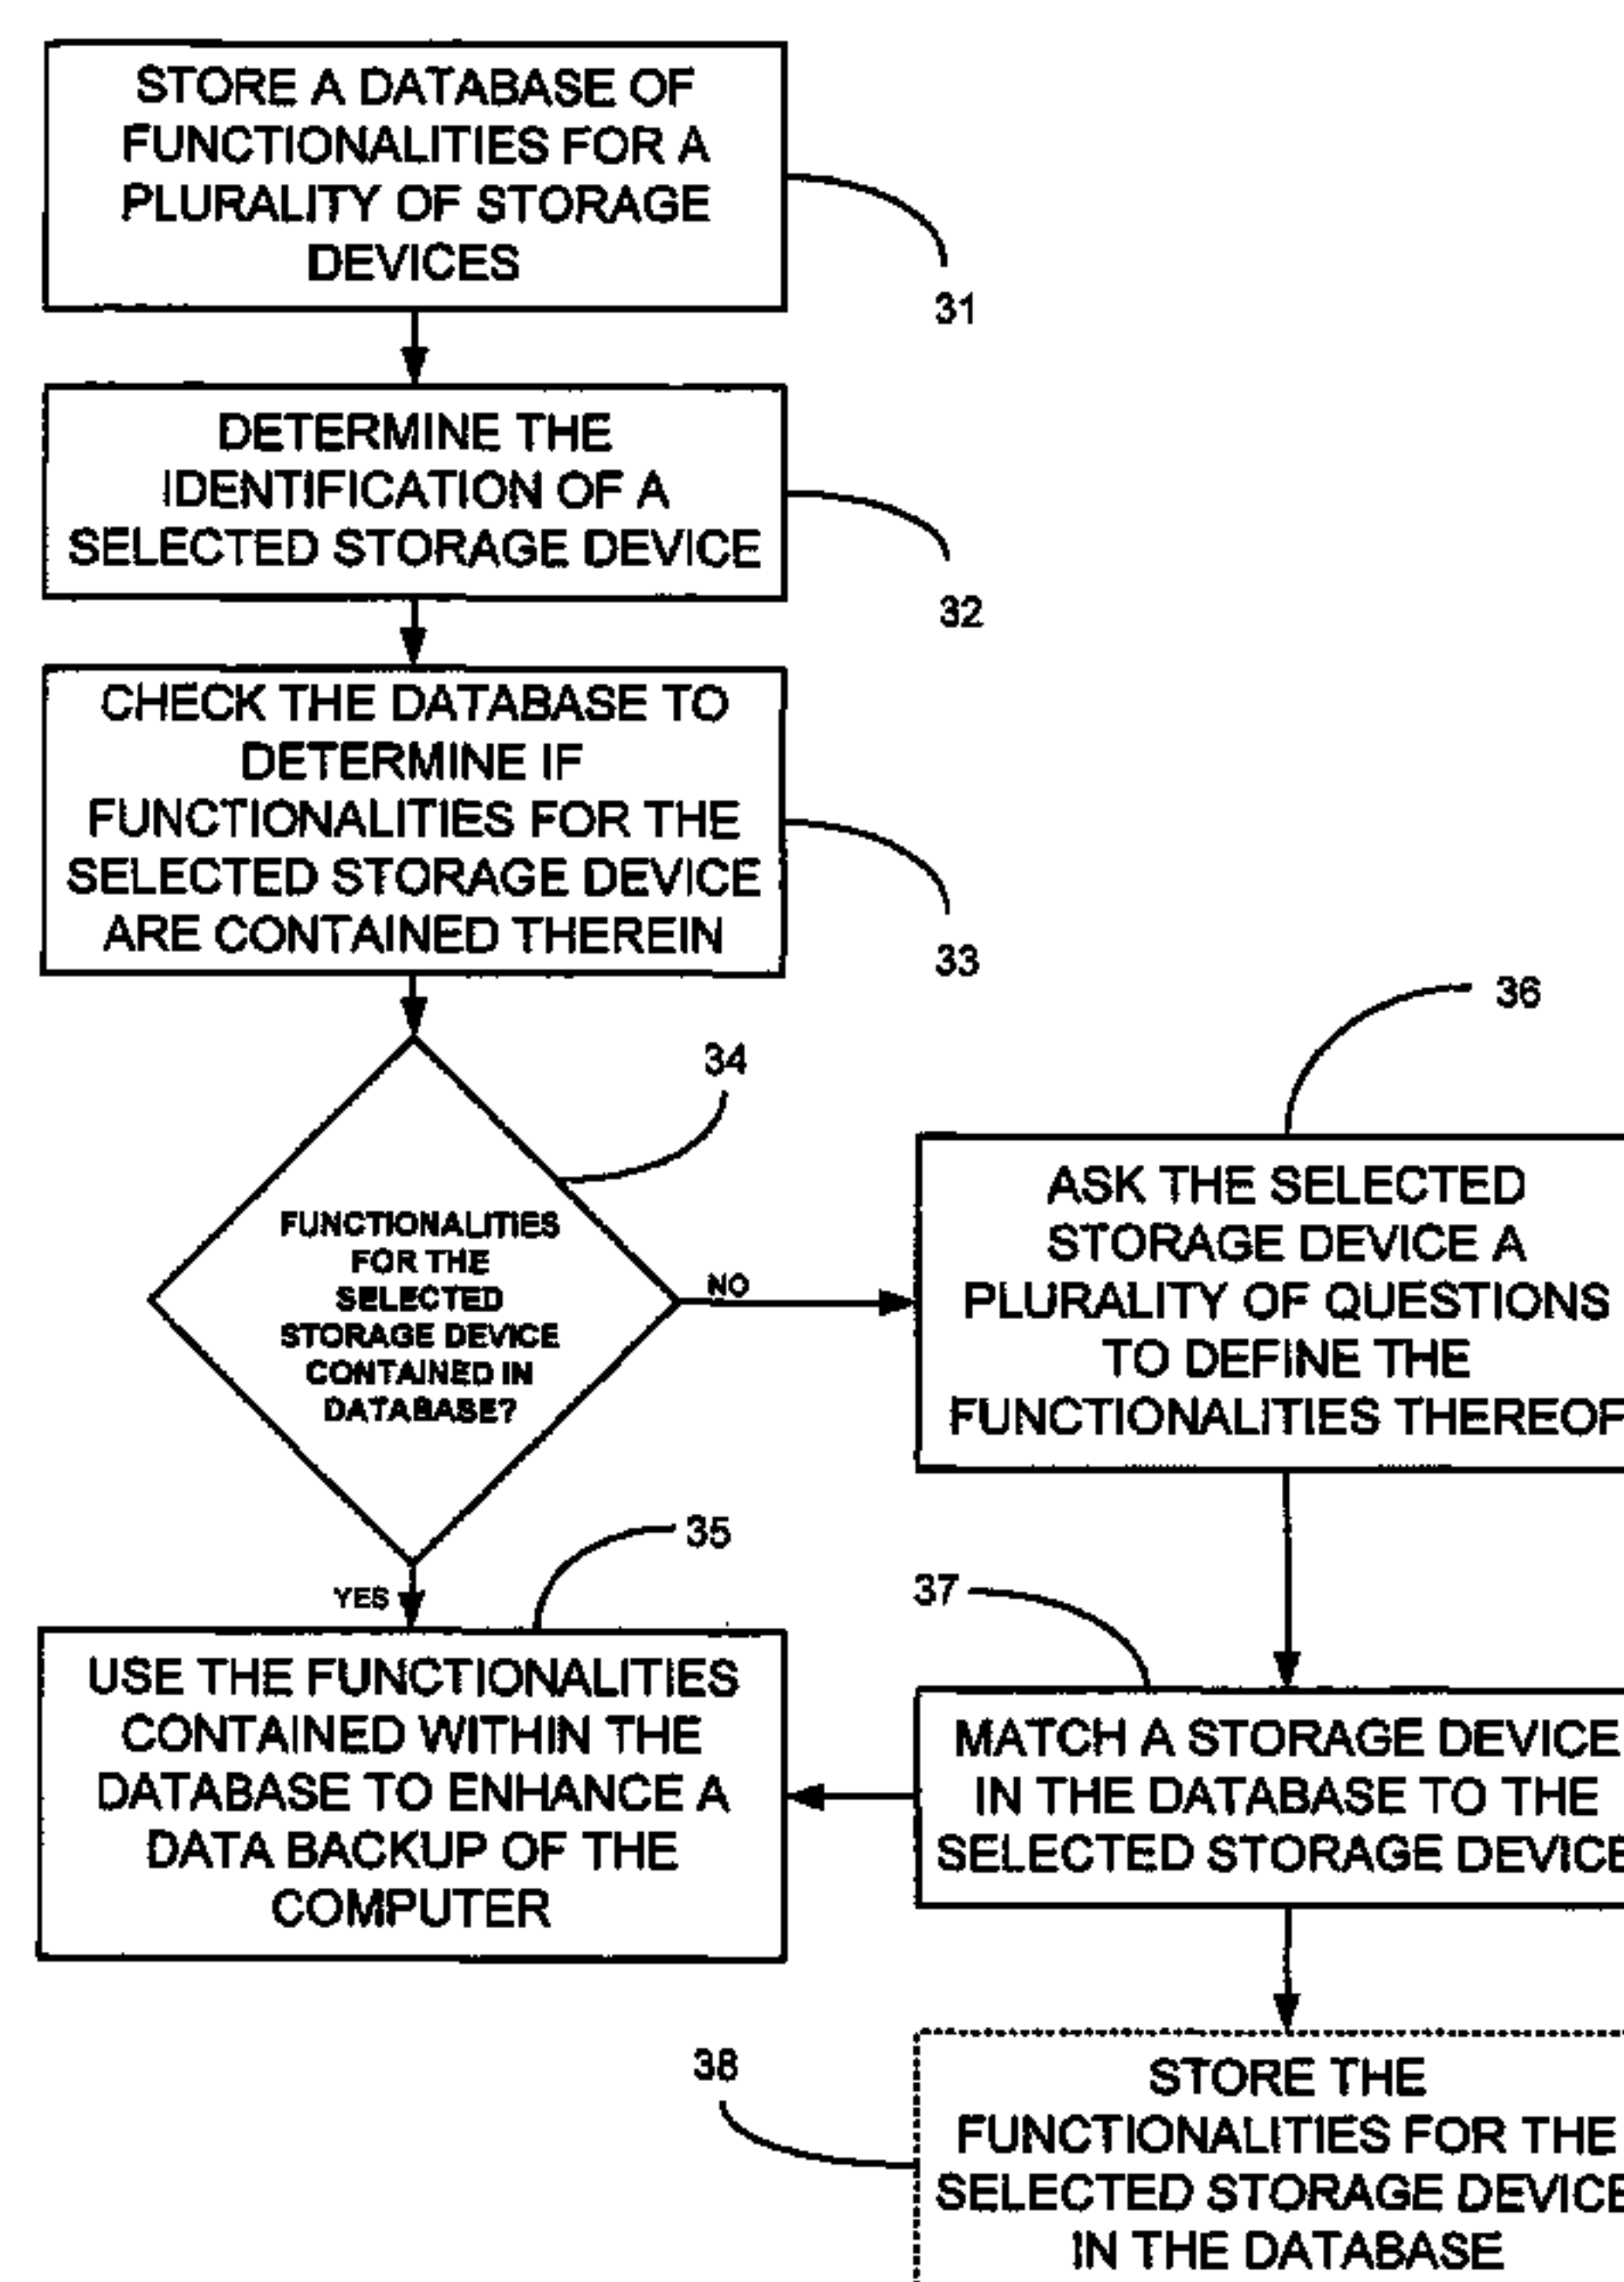 STORE A DATABASE OF
FUNCTIONALITIES FOR A
PLURALITY OF STORAGE
DEVICES
31
DETERMINE THE
IDENTIFICATION OF A
SELECTED STORAGE DEVICE
32
CHECK THE DATABASE TO
DETERMINE IF
FUNCTIONALITIES FOR THE
SELECTED STORAGE DEVICE
ARE CONTAINED THEREIN
33
34
FUNCTIONALITIES
FOR THE
SELECTED
STORAGE DEVICE
CONTAINED IN
DATABASE?
NO
YES
36
ASK THE SELECTED
STORAGE DEVICE A
PLURALITY OF QUESTIONS
TO DEFINE THE
FUNCTIONALITIES THEREOF
35
USE THE FUNCTIONALITIES
CONTAINED WITHIN THE
DATABASE TO ENHANCE A
DATA BACKUP OF THE
COMPUTER
37
MATCH A STORAGE DEVICE
IN THE DATABASE TO THE
SELECTED STORAGE DEVICE
38
STORE THE
FUNCTIONALITIES FOR THE
SELECTED STORAGE DEVICE
IN THE DATABASE